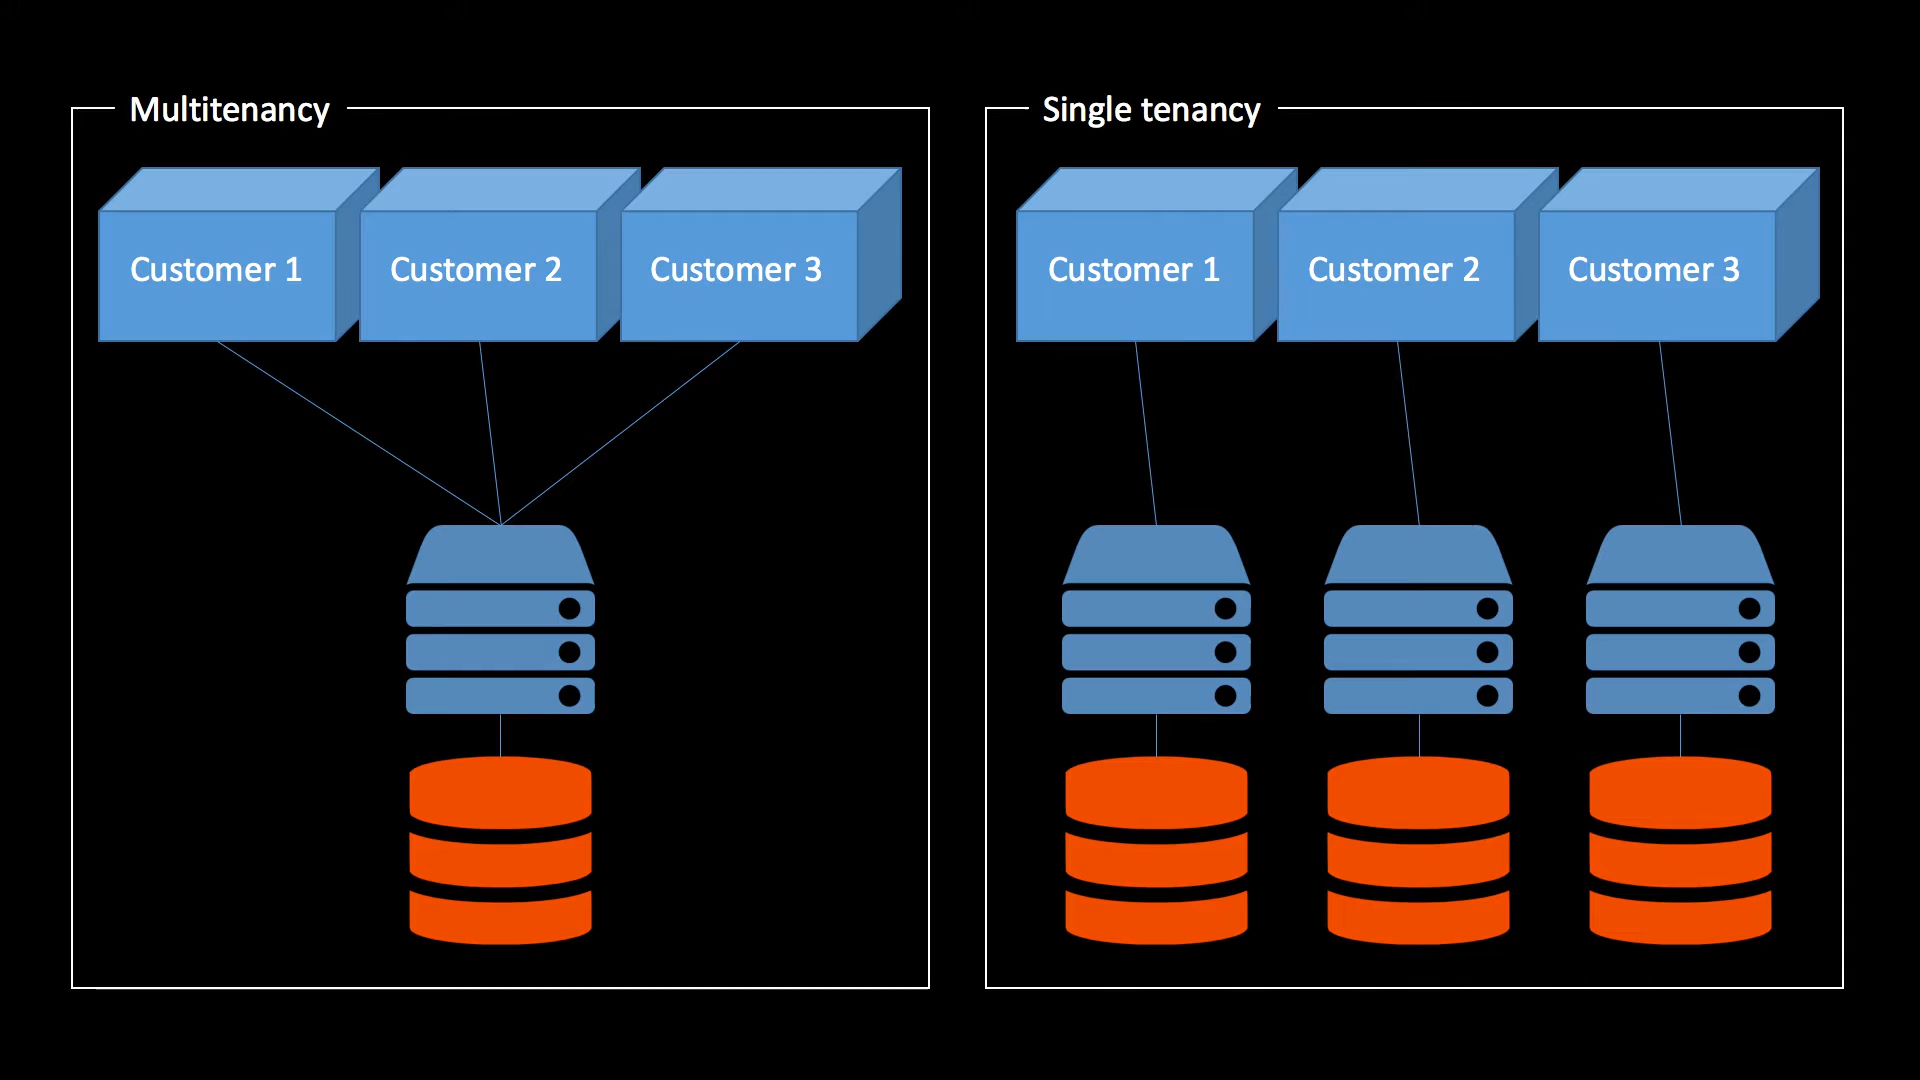 Multitenancy
Customer 1
Customer 2
Customer 3
Single tenancy
Customer 1
Customer 2
Customer 3